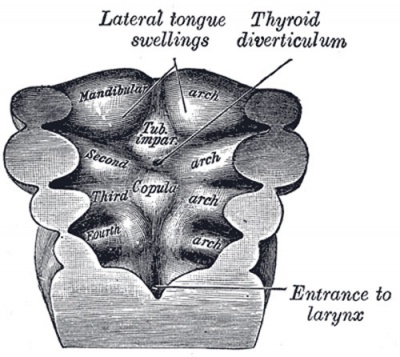 Lateral tongue
swellings
Thyroid
diverticulum
Mandibular
arch
Tub.
impar.
Second
arch
Third
Copula
arch
Fourth
arch
Entrance to
larynx